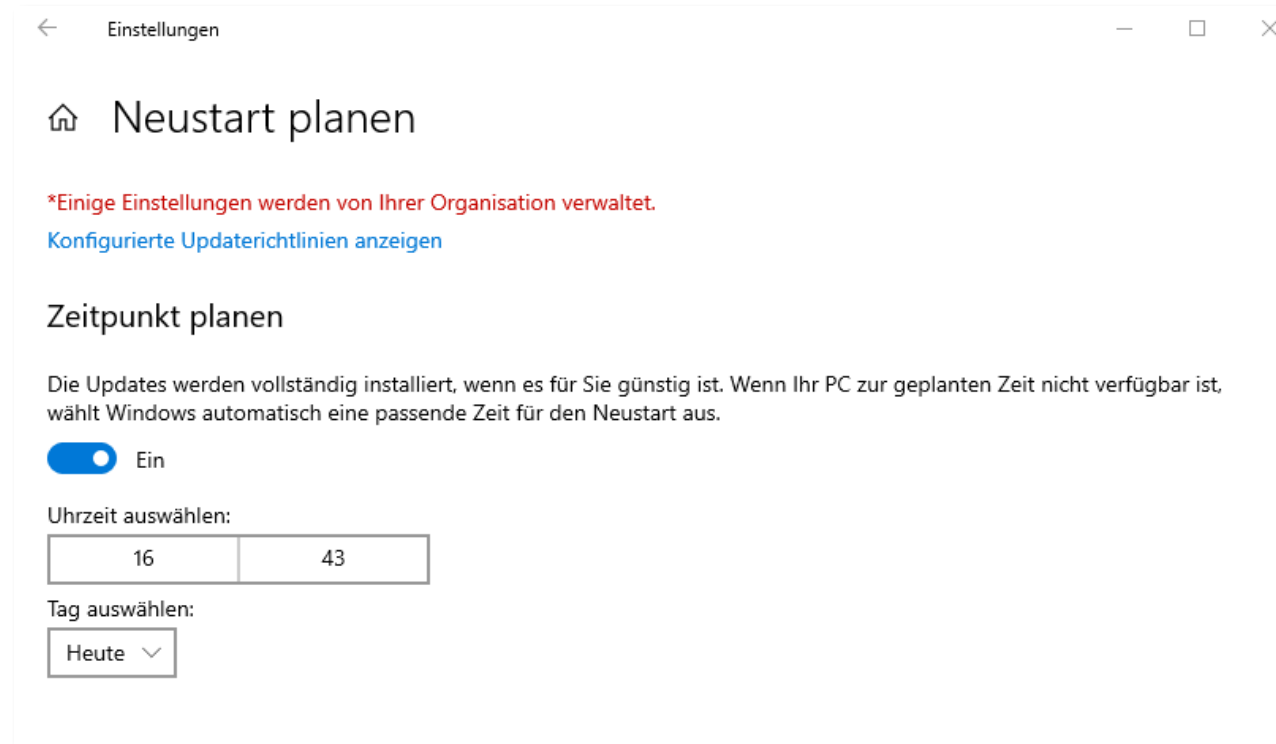 Einstellungen
Neustart planen
*Einige Einstellungen werden von Ihrer Organisation verwaltet.
Konfigurierte Updaterichtlinien anzeigen
Zeitpunkt planen
Die Updates werden vollständig installiert, wenn es für Sie günstig ist. Wenn Ihr PC zur geplanten Zeit nicht verfügbar ist,
wählt Windows automatisch eine passende Zeit für den Neustart aus.
Ein
Uhrzeit auswählen:
16 43
Tag auswählen:
Heute